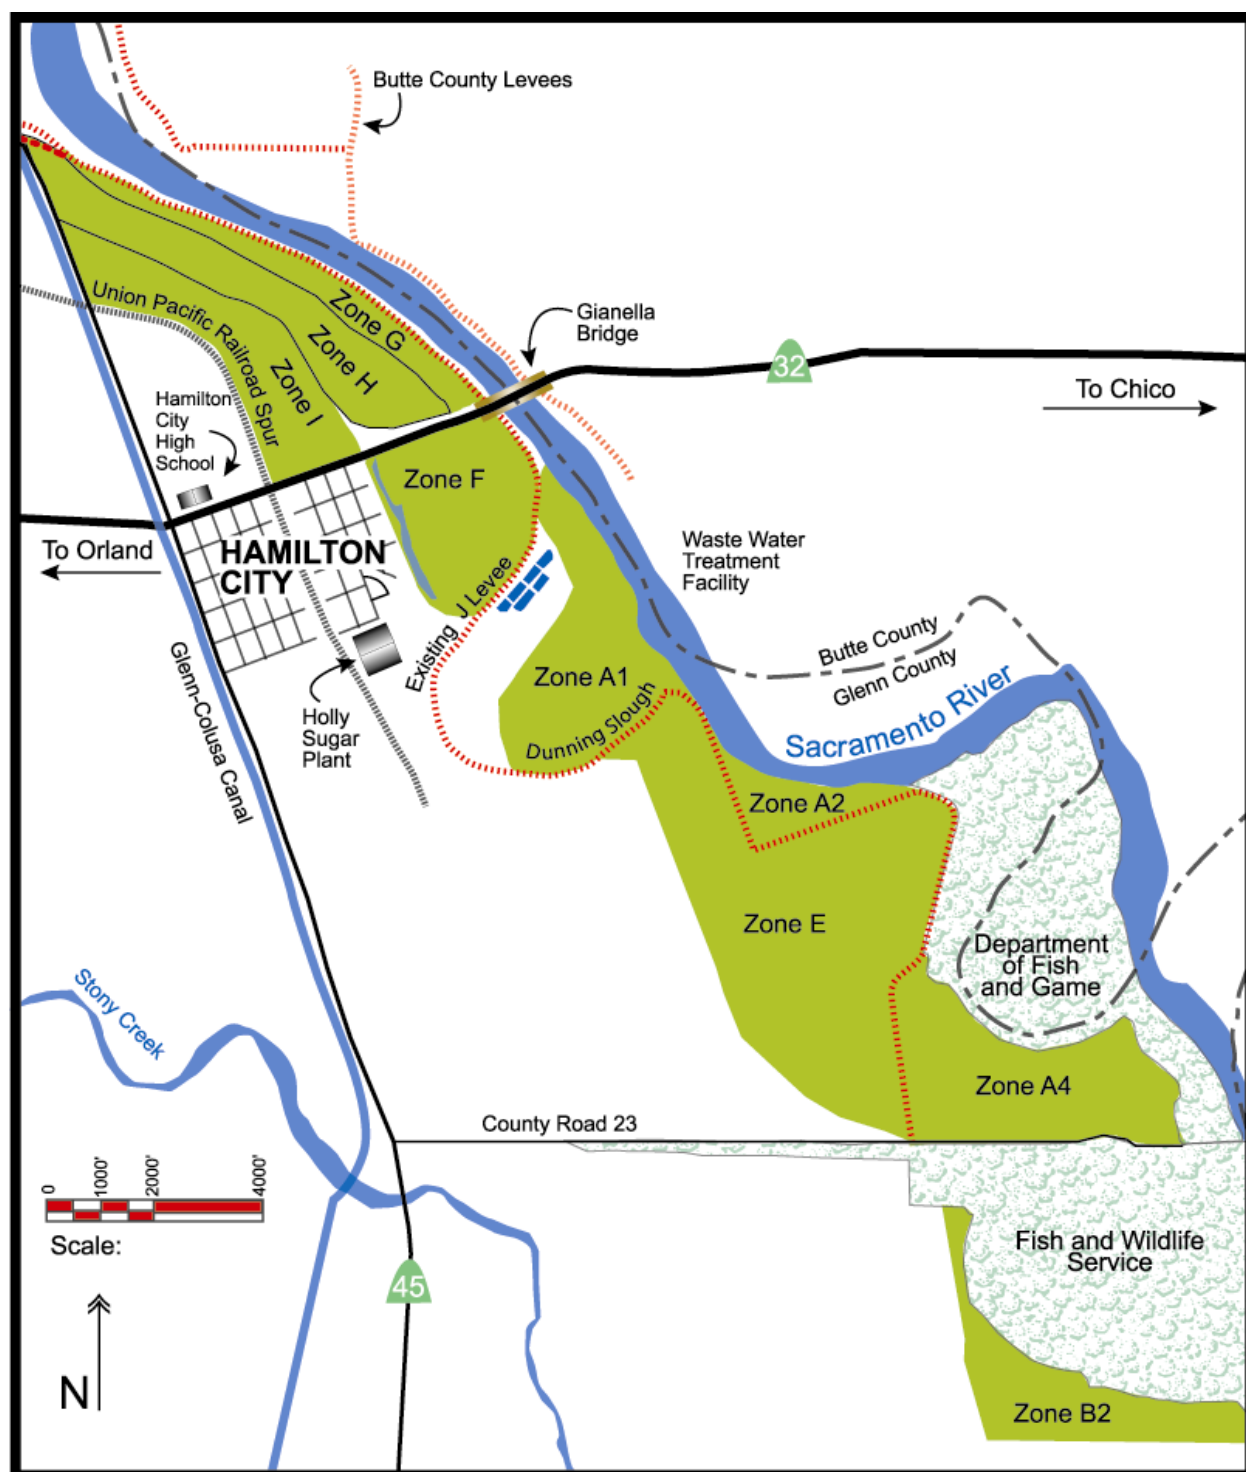 Butte County Levees
Gianella
Bridge
32
To Chico
Zone G
Zone H
Zone I
Union Pacific Railroad Spur
Hamilton
City
High
School
Zone F
To Orland
HAMILTON
CITY
Existing J Levee
Waste Water
Treatment
Facility
Butte County
Glenn County
Sacramento River
Zone A1
Dunning Slough
Holly
Sugar
Plant
Glenn-Colusa Canal
Zone A2
Zone E
Department
of Fish
and Game
Stony Creek
Zone A4
County Road 23
0
1000'
2000'
4000'
Scale:
Fish and Wildlife
Service
45
N
Zone B2